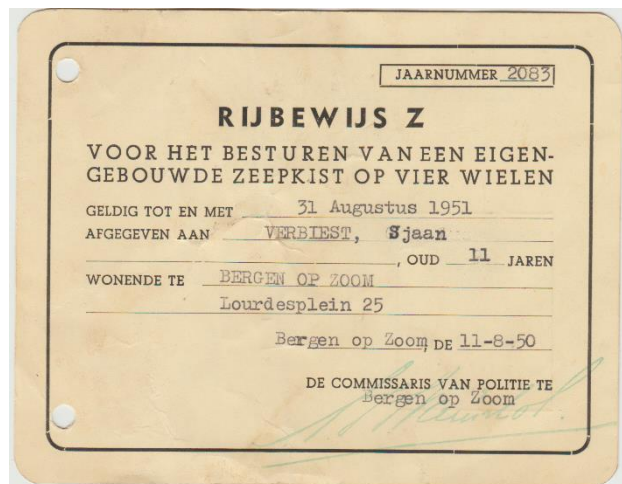 JAARNUMMER 2083
RIJBEWIJS Z
VOOR HET BESTUREN VAN EEN EIGEN-
GEBOUWDE ZEEPKIST OP VIER WIELEN
GELDIG TOT EN MET 31 Augustus 1951
AFGEGEVEN AAN VERBIEST, Sjaan
, OUD 11 JAREN
WONENDE TE BERGEN OP ZOOM
Lourdesplein 25
Bergen op Zoom, DE 11-8-50
DE COMMISSARIS VAN POLITIE TE
Bergen op Zoom